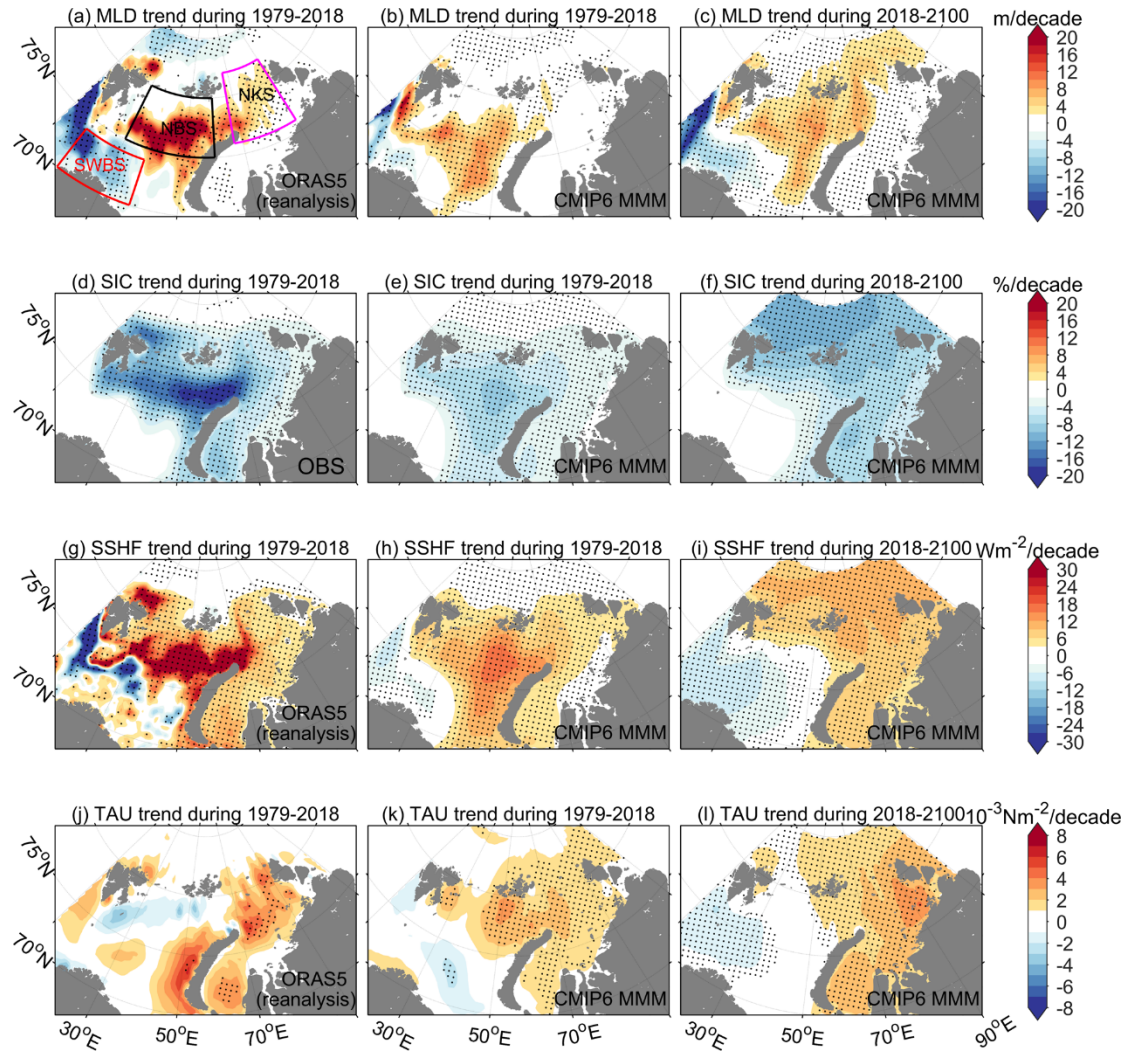 (a) MLD trend during 1979-2018
(b) MLD trend during 1979-2018
(c) MLD trend during 2018-2100
m/decade
75°N
70°N
SWBS
NBS
NKS
ORAS5
(reanalysis)
CMIP6 MMM
CMIP6 MMM
20
16
12
8
4
0
-4
-8
-12
-16
-20
(d) SIC trend during 1979-2018
(e) SIC trend during 1979-2018
(f) SIC trend during 2018-2100
%/decade
75°N
70°N
OBS
CMIP6 MMM
CMIP6 MMM
20
16
12
8
4
0
-4
-8
-12
-16
-20
(g) SSHF trend during 1979-2018
(h) SSHF trend during 1979-2018
(i) SSHF trend during 2018-2100
Wm⁻²/decade
75°N
70°N
ORAS5
(reanalysis)
CMIP6 MMM
CMIP6 MMM
30
24
18
12
6
0
-6
-12
-18
-24
-30
(j) TAU trend during 1979-2018
(k) TAU trend during 1979-2018
(l) TAU trend during 2018-2100
10⁻³Nm⁻²/decade
75°N
70°N
ORAS5
(reanalysis)
CMIP6 MMM
CMIP6 MMM
8
6
4
2
1
0
-1
-2
-4
-6
-8
30°E
50°E
70°E
30°E
50°E
70°E
30°E
50°E
70°E
90°E